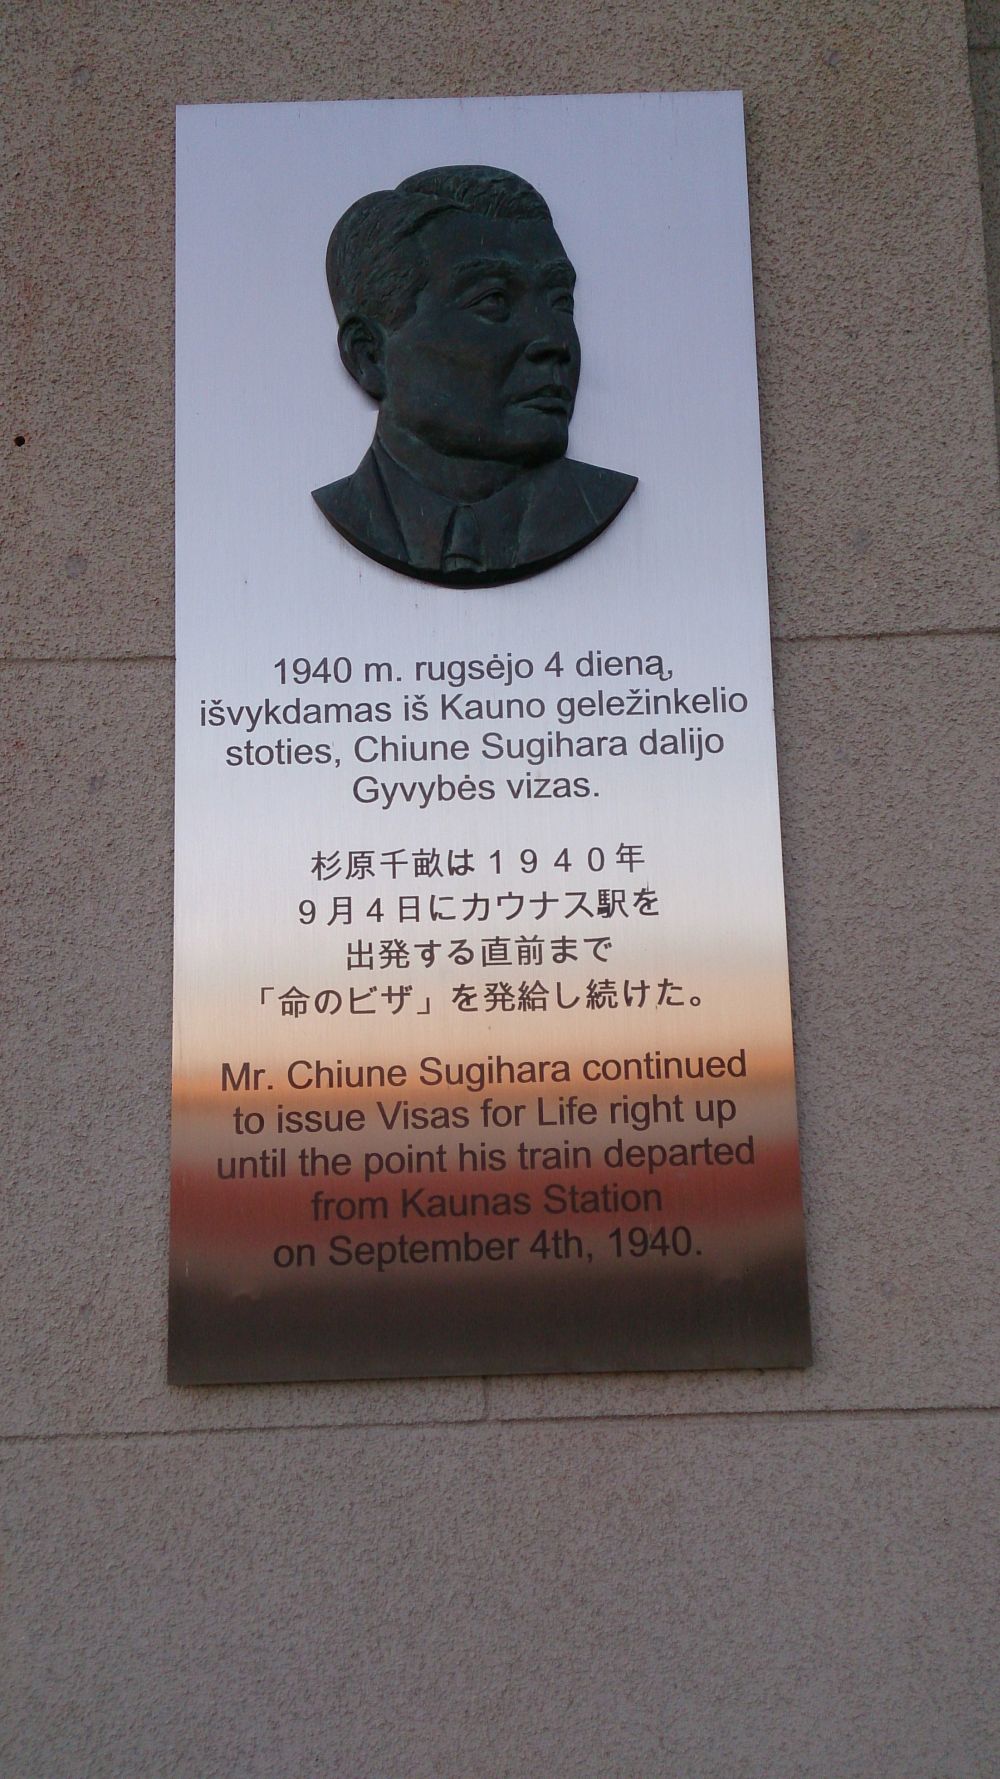 1940 m. rugsėjo 4 dieną,
išvykdamas iš Kauno geležinkelio
stoties, Chiune Sugihara dalijo
Gyvybės vizas.
杉原千畝は１９４０年
９月４日にカウナス駅を
出発する直前まで
「命のビザ」を発給し続けた。
Mr. Chiune Sugihara continued
to issue Visas for Life right up
until the point his train departed
from Kaunas Station
on September 4th, 1940.